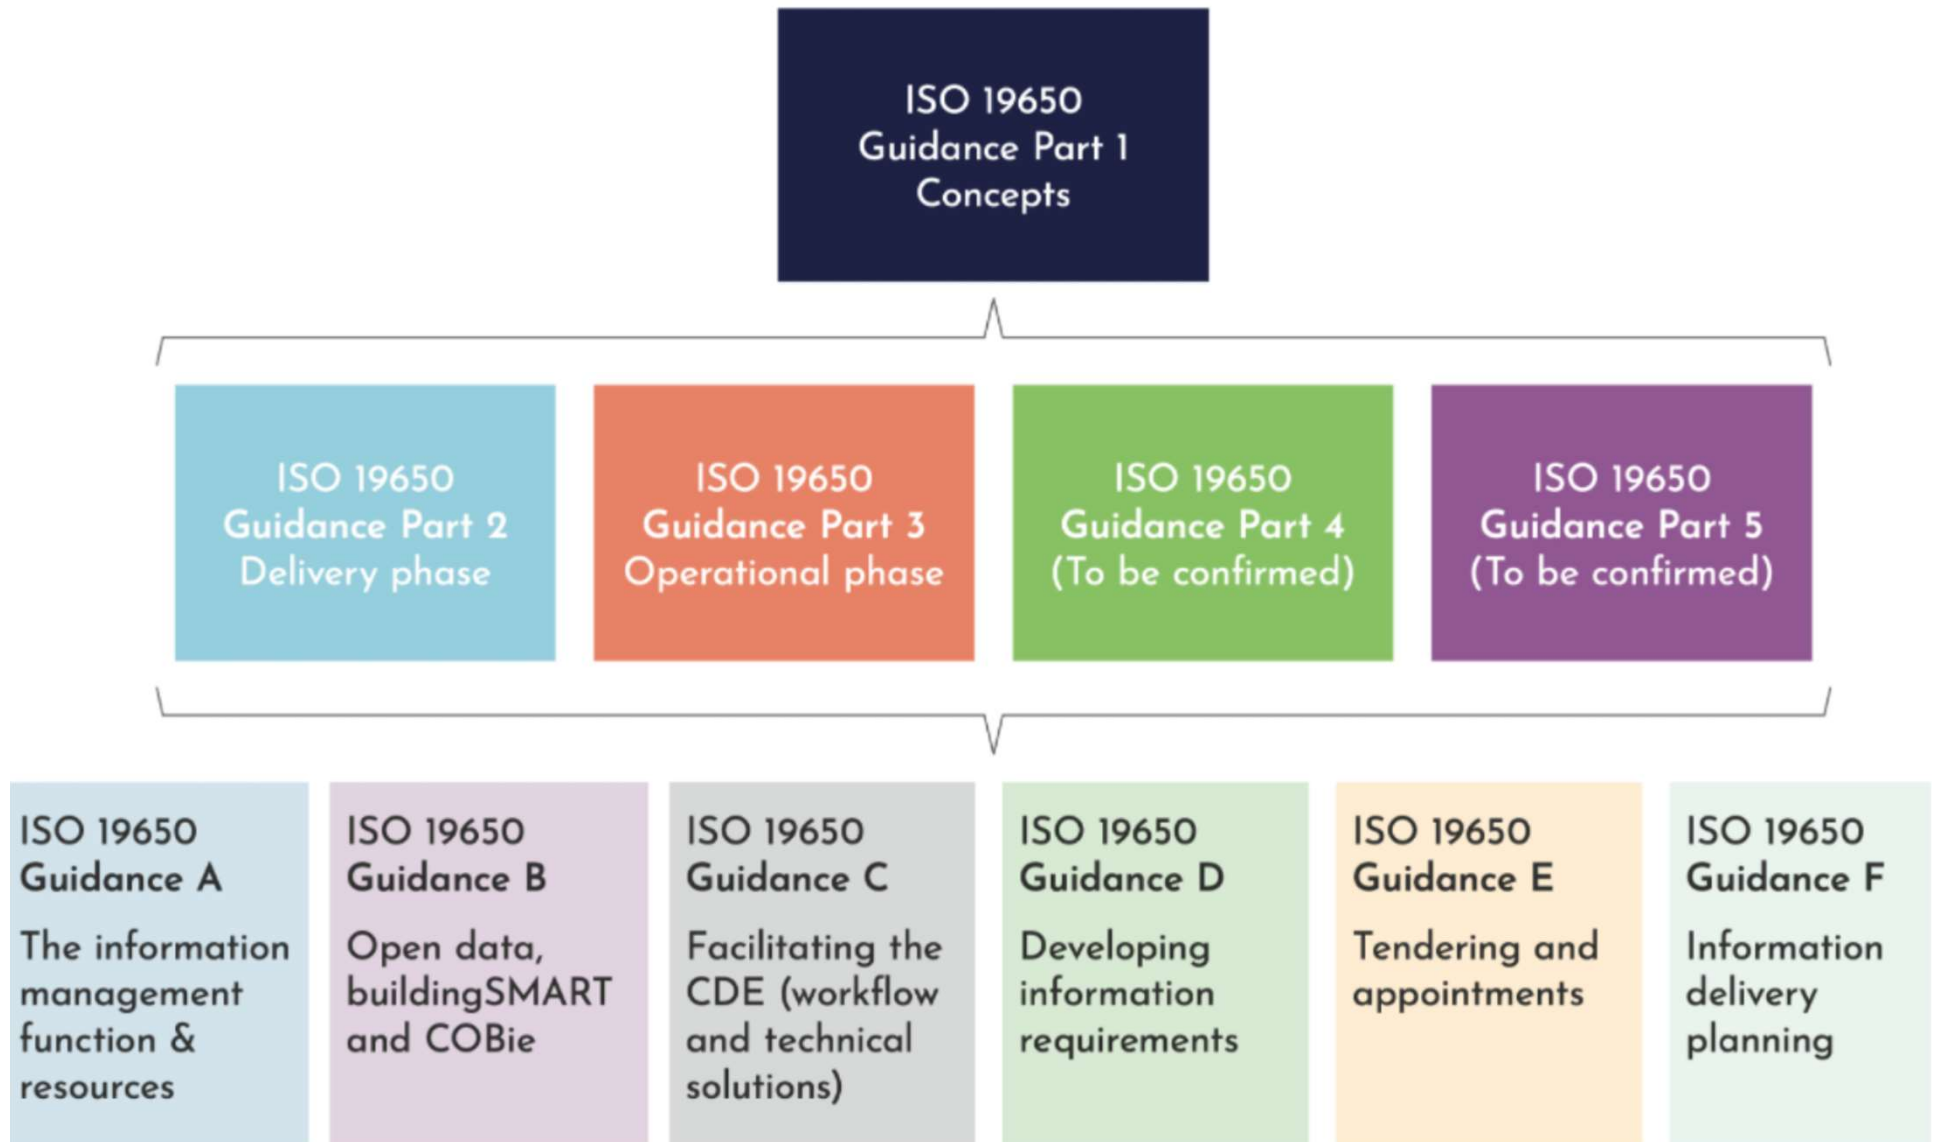 ISO 19650
Guidance Part 1
Concepts
ISO 19650
Guidance Part 2
Delivery phase
ISO 19650
Guidance Part 3
Operational phase
ISO 19650
Guidance Part 4
(To be confirmed)
ISO 19650
Guidance Part 5
(To be confirmed)
ISO 19650
Guidance A
The information
management
function &
resources
ISO 19650
Guidance B
Open data,
buildingSMART
and COBie
ISO 19650
Guidance C
Facilitating the
CDE (workflow
and technical
solutions)
ISO 19650
Guidance D
Developing
information
requirements
ISO 19650
Guidance E
Tendering and
appointments
ISO 19650
Guidance F
Information
delivery
planning